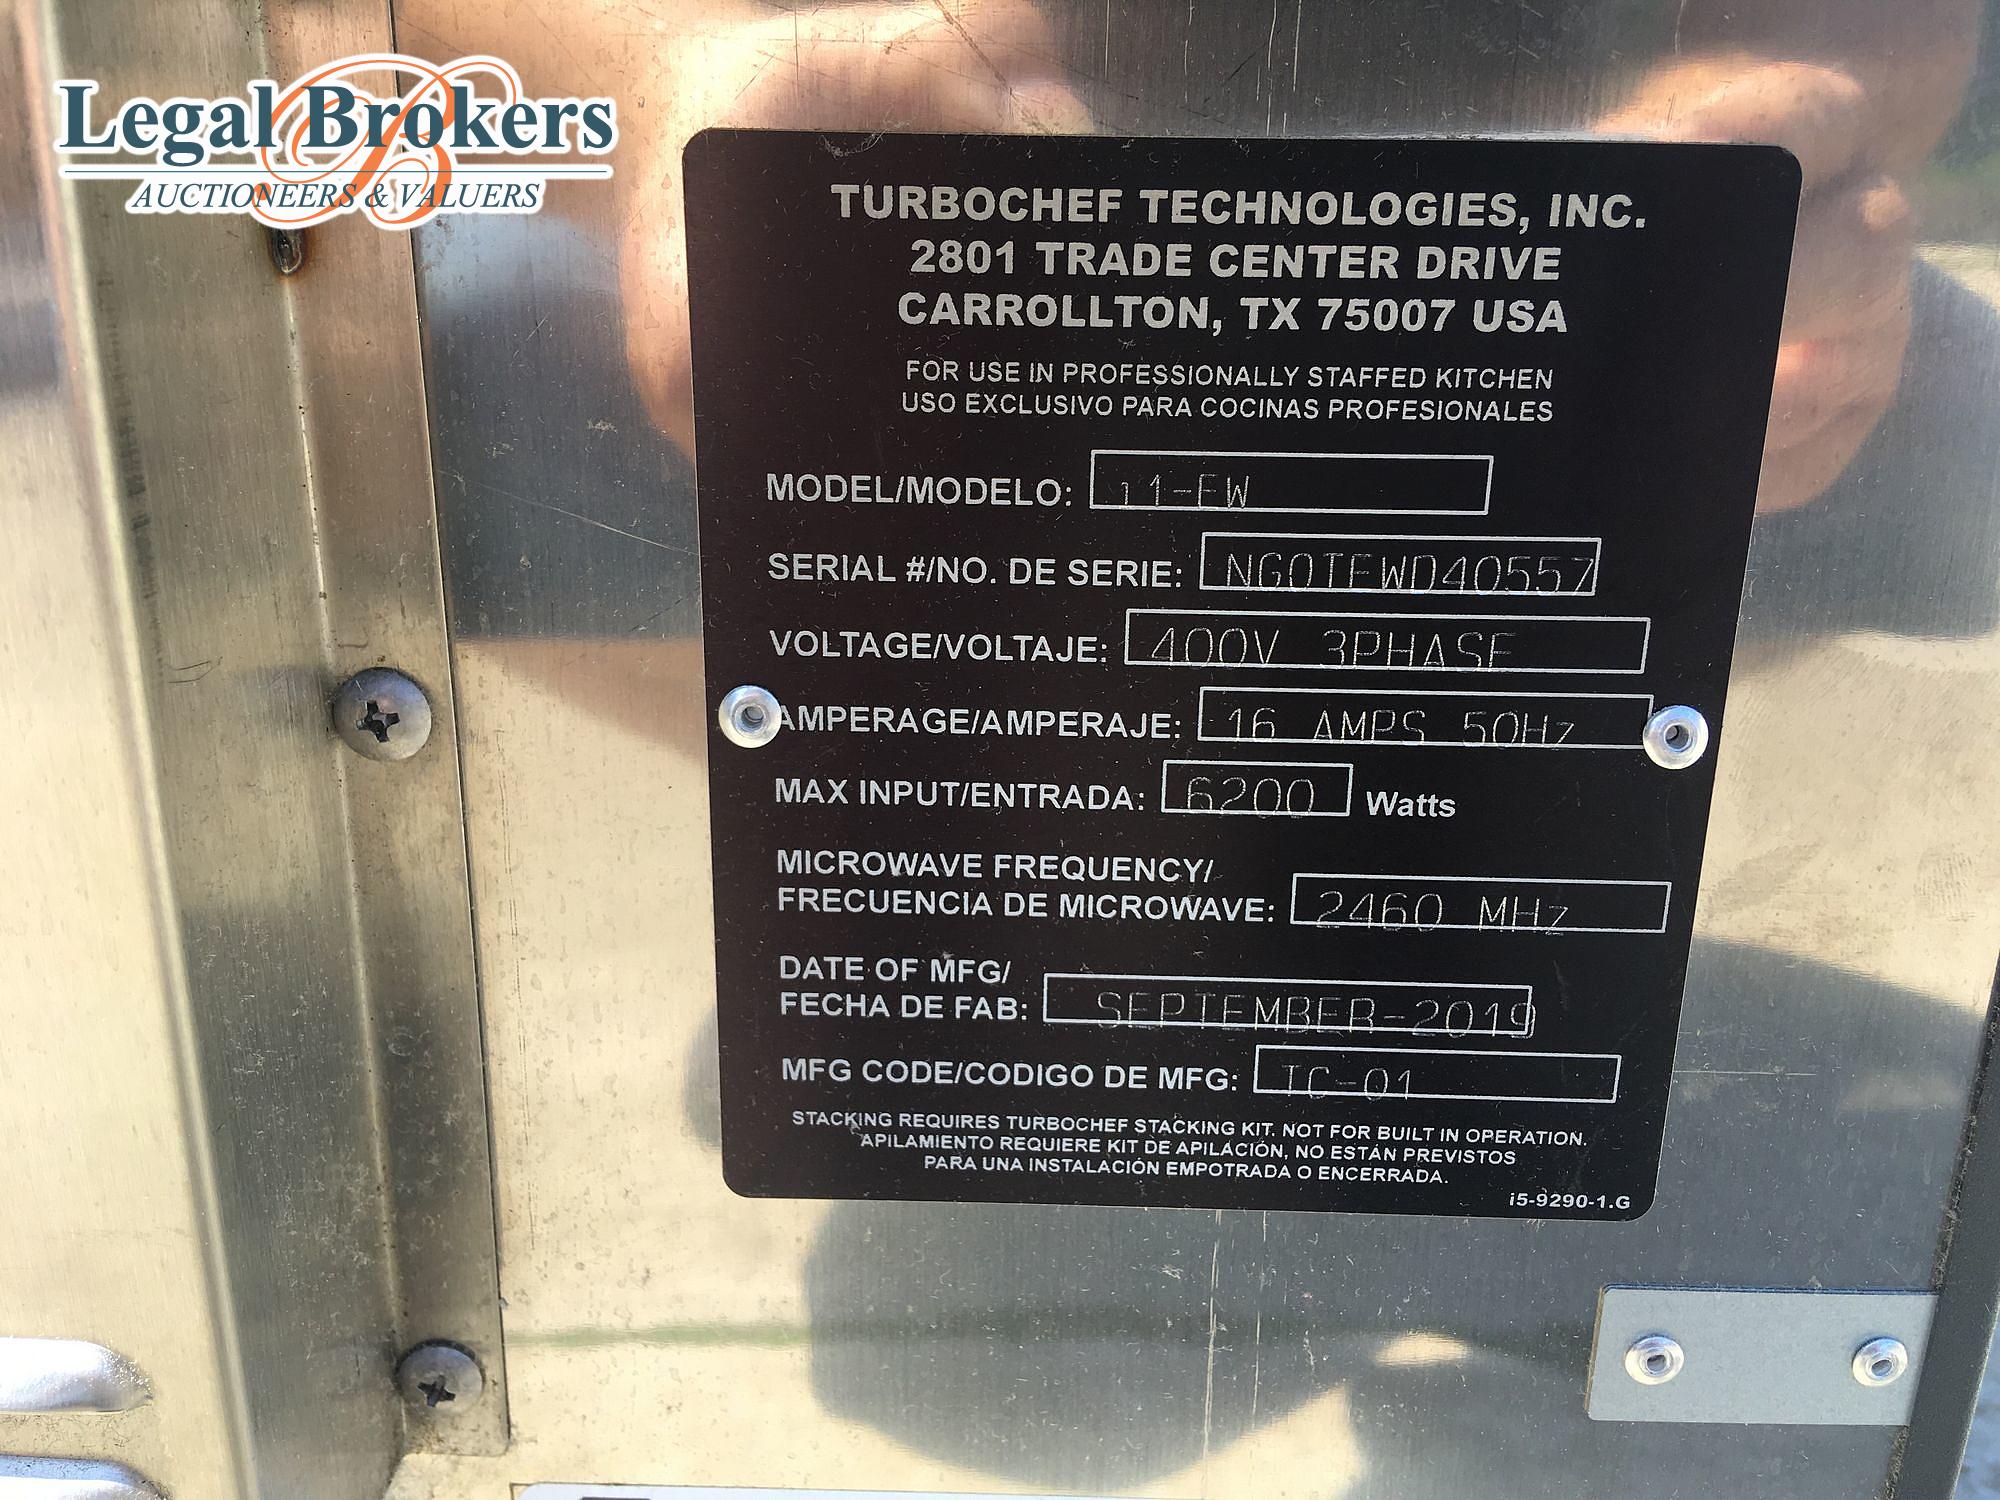 Legal Brokers
AUCTIONEERS & VALUERS
TURBOCHEF TECHNOLOGIES, INC.
2801 TRADE CENTER DRIVE
CARROLLTON, TX 75007 USA
FOR USE IN PROFESSIONALLY STAFFED KITCHEN
USO EXCLUSIVO PARA COCINAS PROFESIONALES
MODEL/MODELO: i1-EW
SERIAL #/NO. DE SERIE:
VOLTAGE/VOLTAJE: 400V 3PHASE
AMPERAGE/AMPERAJE: 16 AMPS 50Hz
MAX INPUT/ENTRADA: 6200 Watts
MICROWAVE FREQUENCY/
FRECUENCIA DE MICROWAVE: 2460 MHz
DATE OF MFG/
FECHA DE FAB: SEPTEMBER-2019
MFG CODE/CODIGO DE MFG: TC-01
STACKING REQUIRES TURBOCHEF STACKING KIT. NOT FOR BUILT IN OPERATION.
APILAMIENTO REQUIERE KIT DE APILACIÓN, NO ESTÁN PREVISTOS
PARA UNA INSTALACIÓN EMPOTRADA O ENCERRADA.
i5-9290-1.G